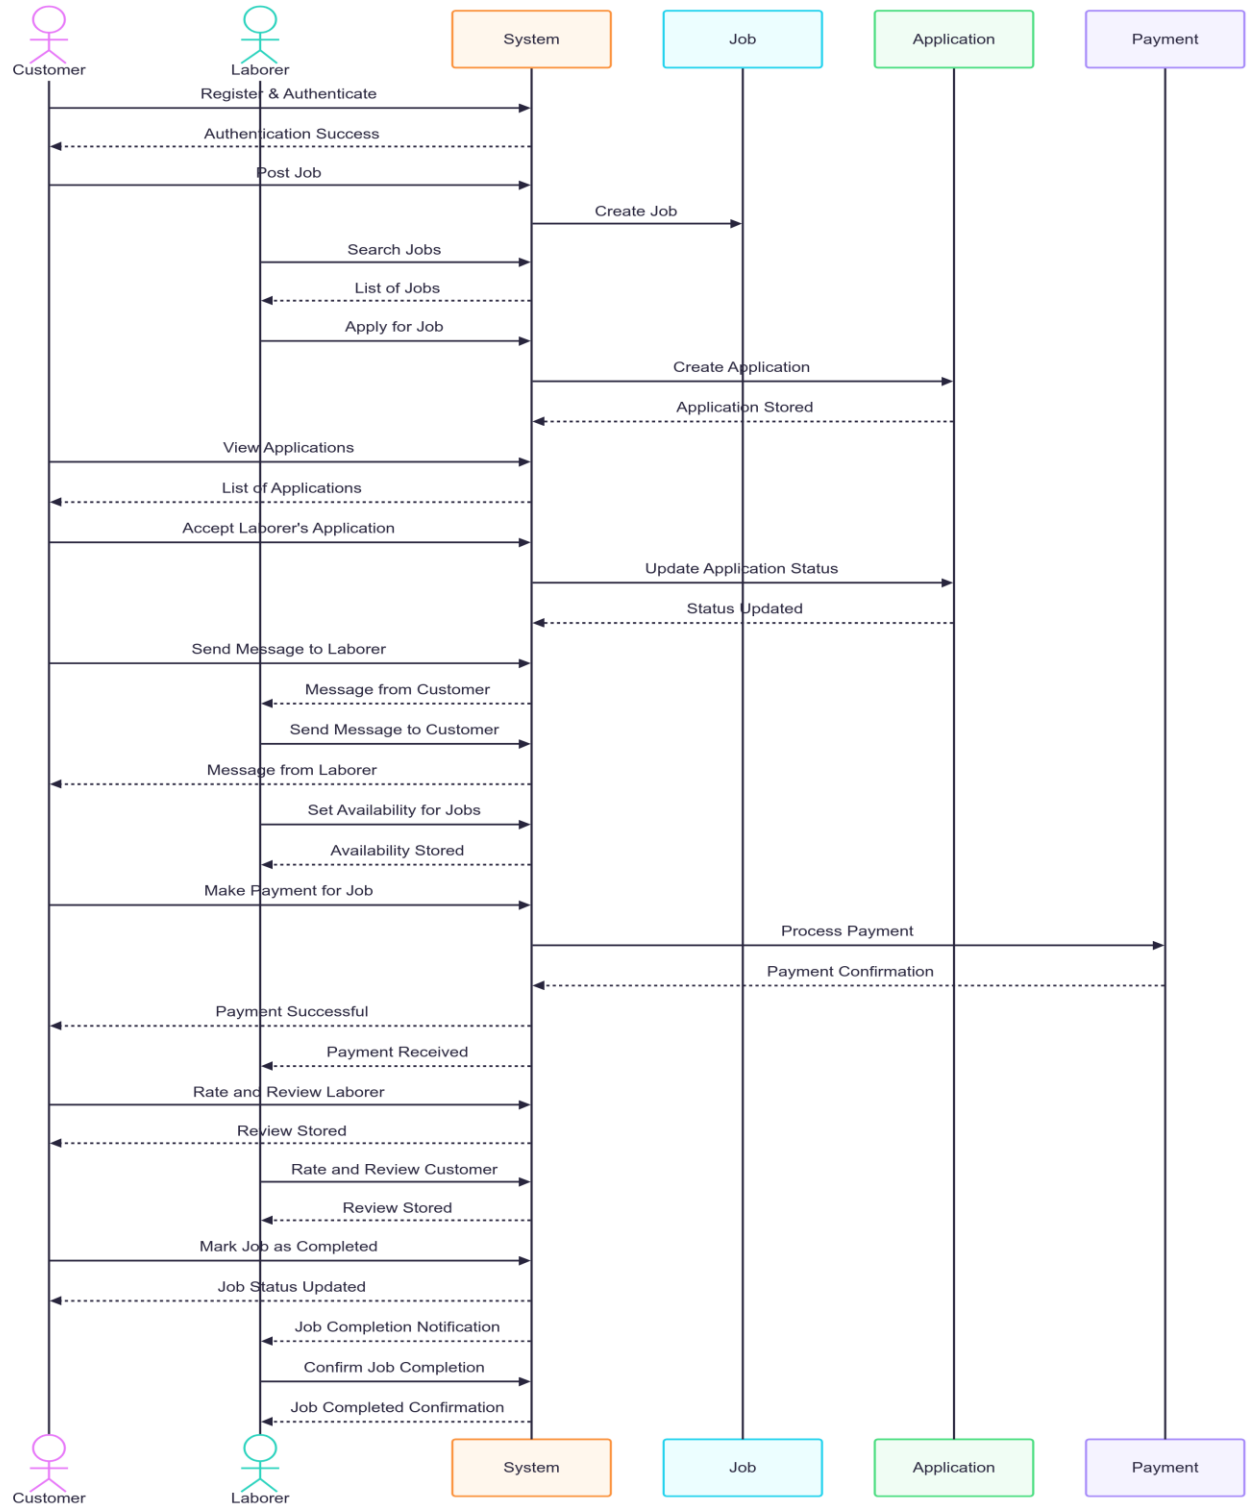 Customer
Laborer
System
Job
Application
Payment
Register & Authenticate
Authentication Success
Post Job
Create Job
Search Jobs
List of Jobs
Apply for Job
Create Application
Application Stored
View Applications
List of Applications
Accept Laborer's Application
Update Application Status
Status Updated
Send Message to Laborer
Message from Customer
Send Message to Customer
Message from Laborer
Set Availability for Jobs
Availability Stored
Make Payment for Job
Process Payment
Payment Confirmation
Payment Successful
Payment Received
Rate and Review Laborer
Review Stored
Rate and Review Customer
Review Stored
Mark Job as Completed
Job Status Updated
Job Completion Notification
Confirm Job Completion
Job Completed Confirmation
Customer
Laborer
System
Job
Application
Payment